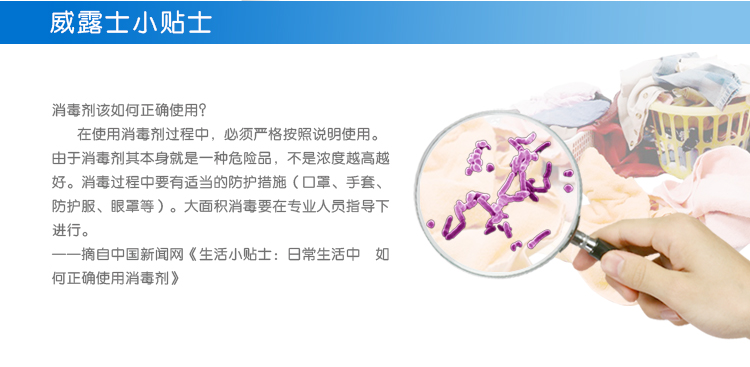 威露士小贴士
消毒剂该如何正确使用？
在使用消毒剂过程中，必须严格按照说明使用。
由于消毒剂其本身就是一种危险品，不是浓度越高越
好。消毒过程中要有适当的防护措施（口罩、手套、
防护服、眼罩等）。大面积消毒要在专业人员指导下
进行。
——摘自中国新闻网《生活小贴士：日常生活中　如
何正确使用消毒剂》